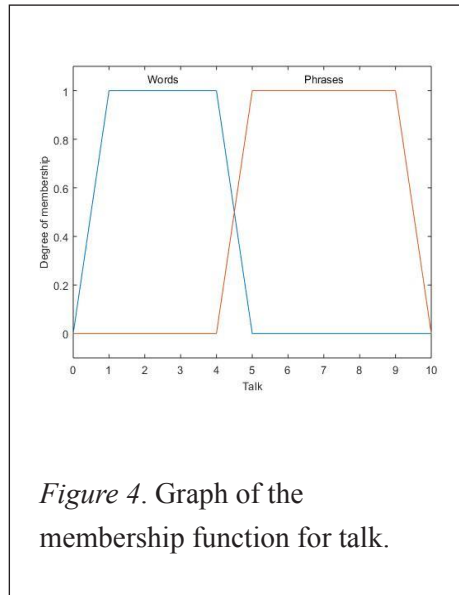 Words Phrases
1
0.8
0.6
0.4
0.2
0
Degree of membership
0 1 2 3 4 5 6 7 8 9 10
Talk
Figure 4. Graph of the
membership function for talk.